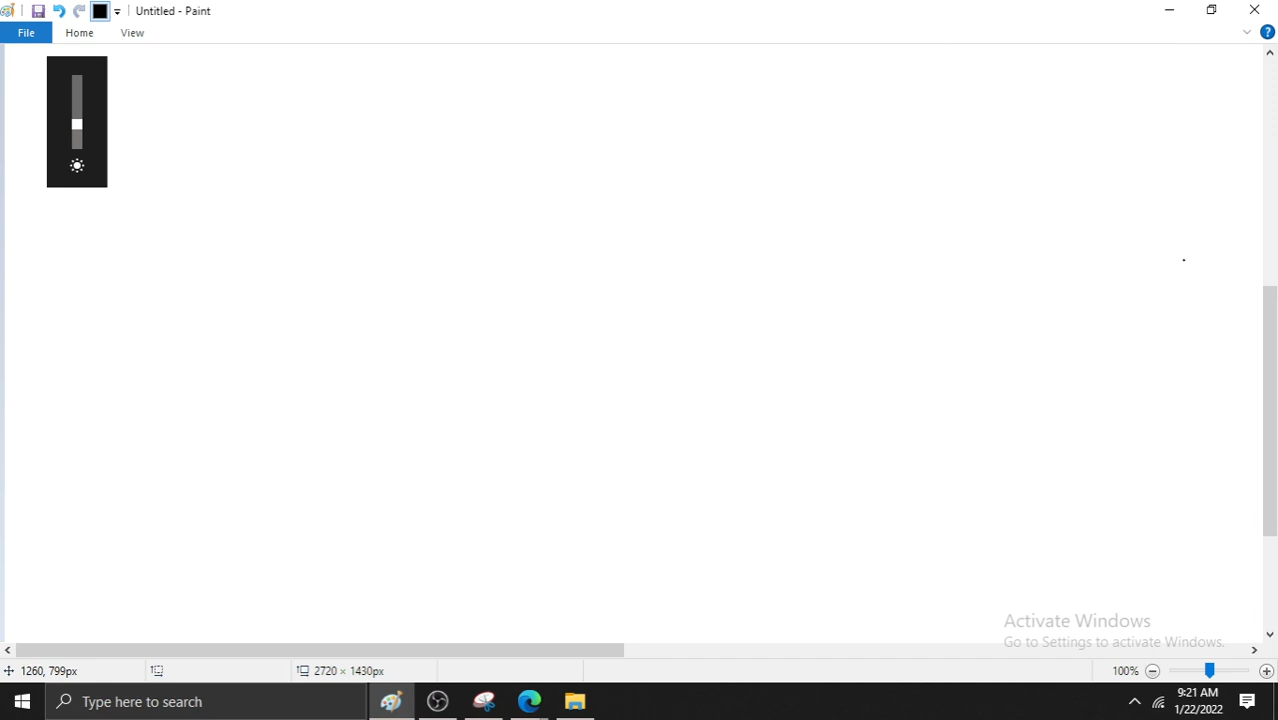 Untitled - Paint
File Home View
Activate Windows
Go to Settings to activate Windows.
1260, 799px 2720 × 1430px 100%
Type here to search
9:21 AM
1/22/2022